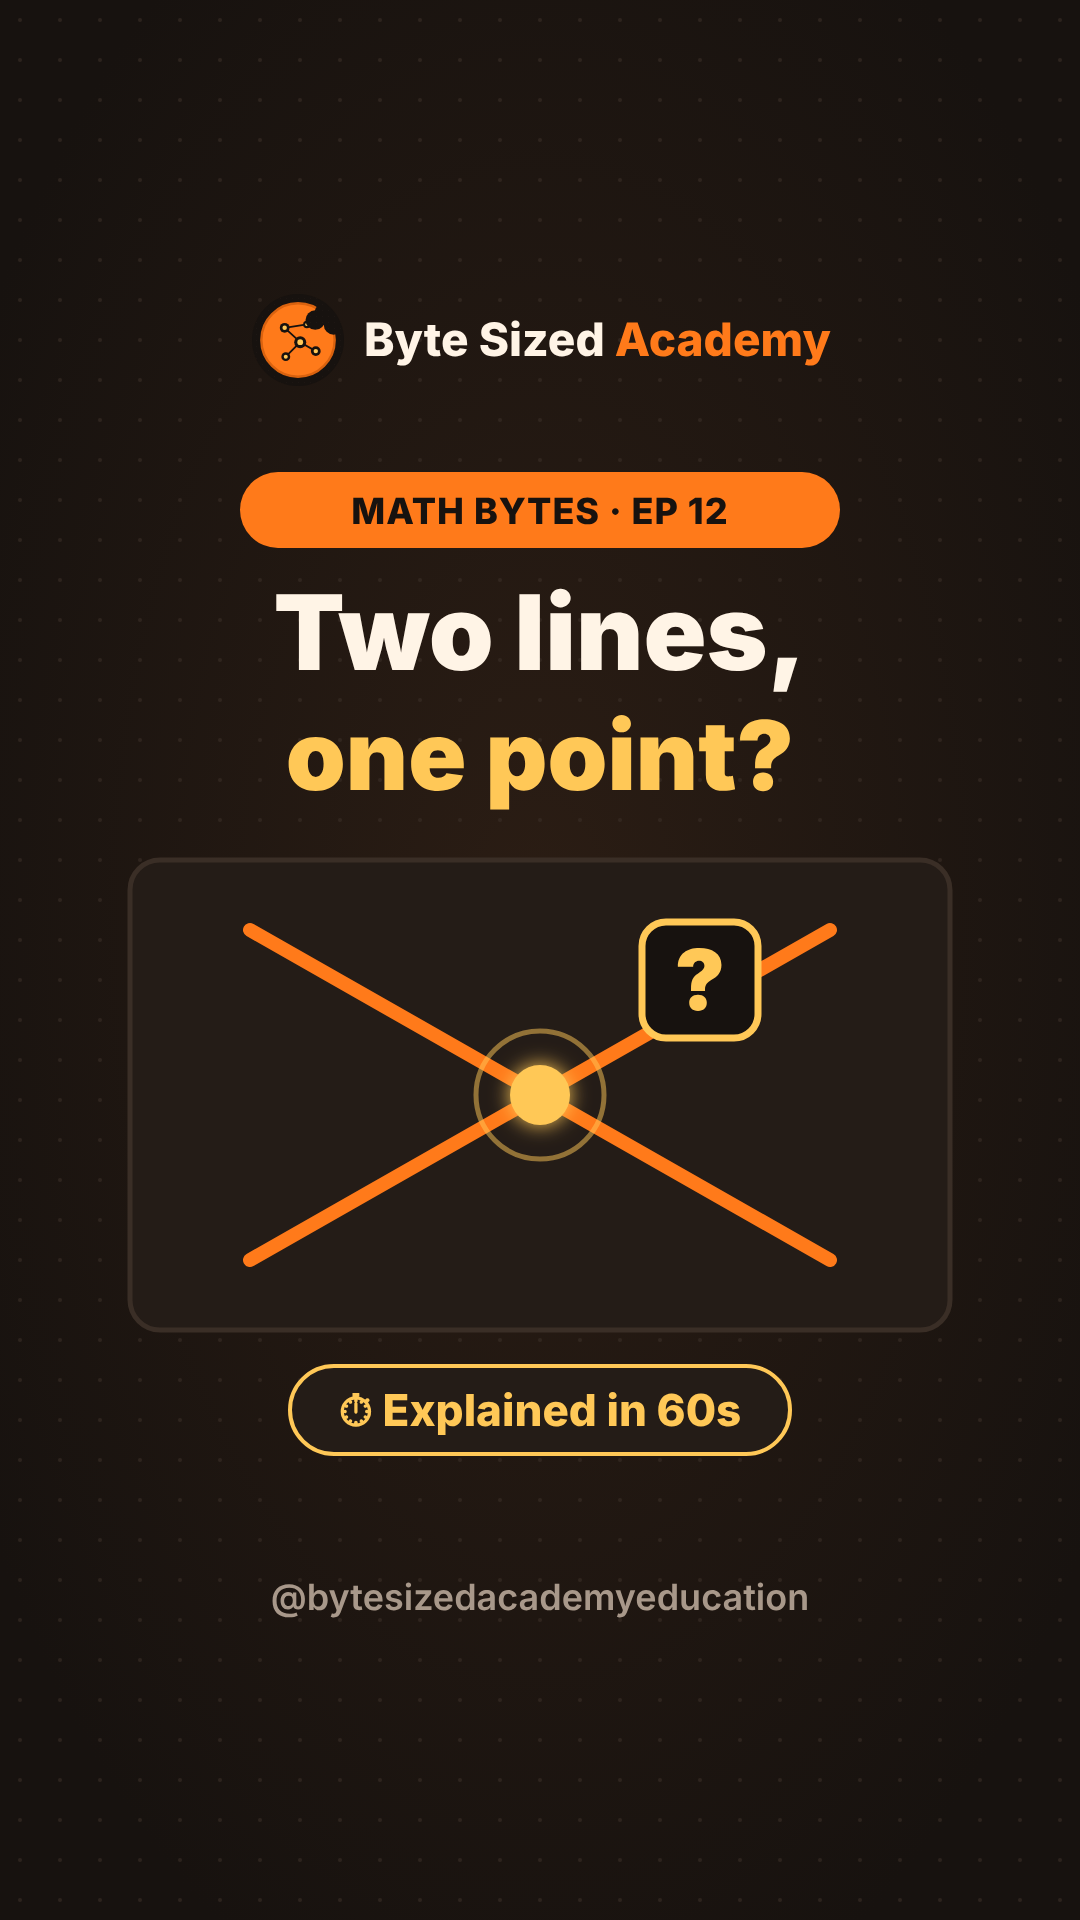 Byte Sized Academy
MATH BYTES · EP 12
Two lines,
one point?
?
⏱ Explained in 60s
@bytesizedacademyeducation